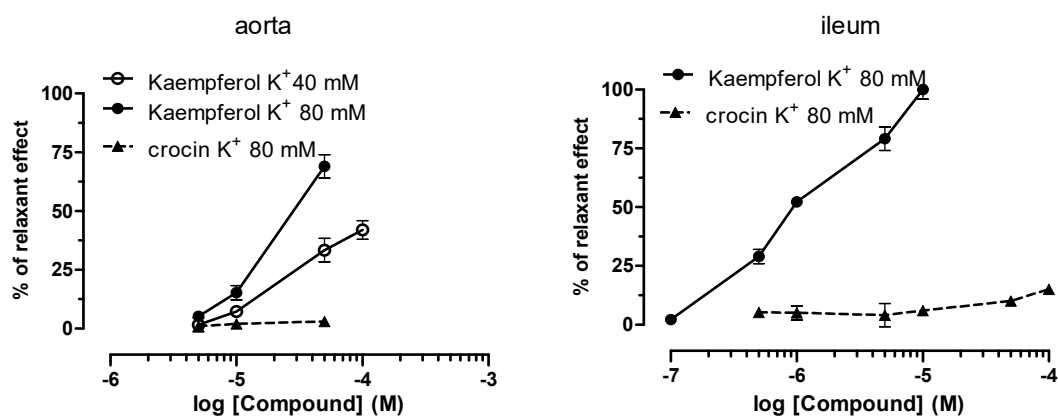 aorta
Kaempferol K+ 40 mM
Kaempferol K+ 80 mM
crocin K+ 80 mM
% of relaxant effect
100
75
50
25
0
-6
-5
-4
-3
log [Compound] (M)
ileum
Kaempferol K+ 80 mM
crocin K+ 80 mM
% of relaxant effect
100
75
50
25
0
-7
-6
-5
-4
log [Compound] (M)